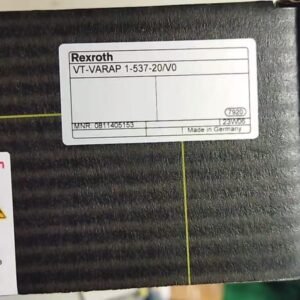 Rexroth
VT-VARAP 1-537-20/V0
7920
MNR: 0811405153
23W06
Made in Germany